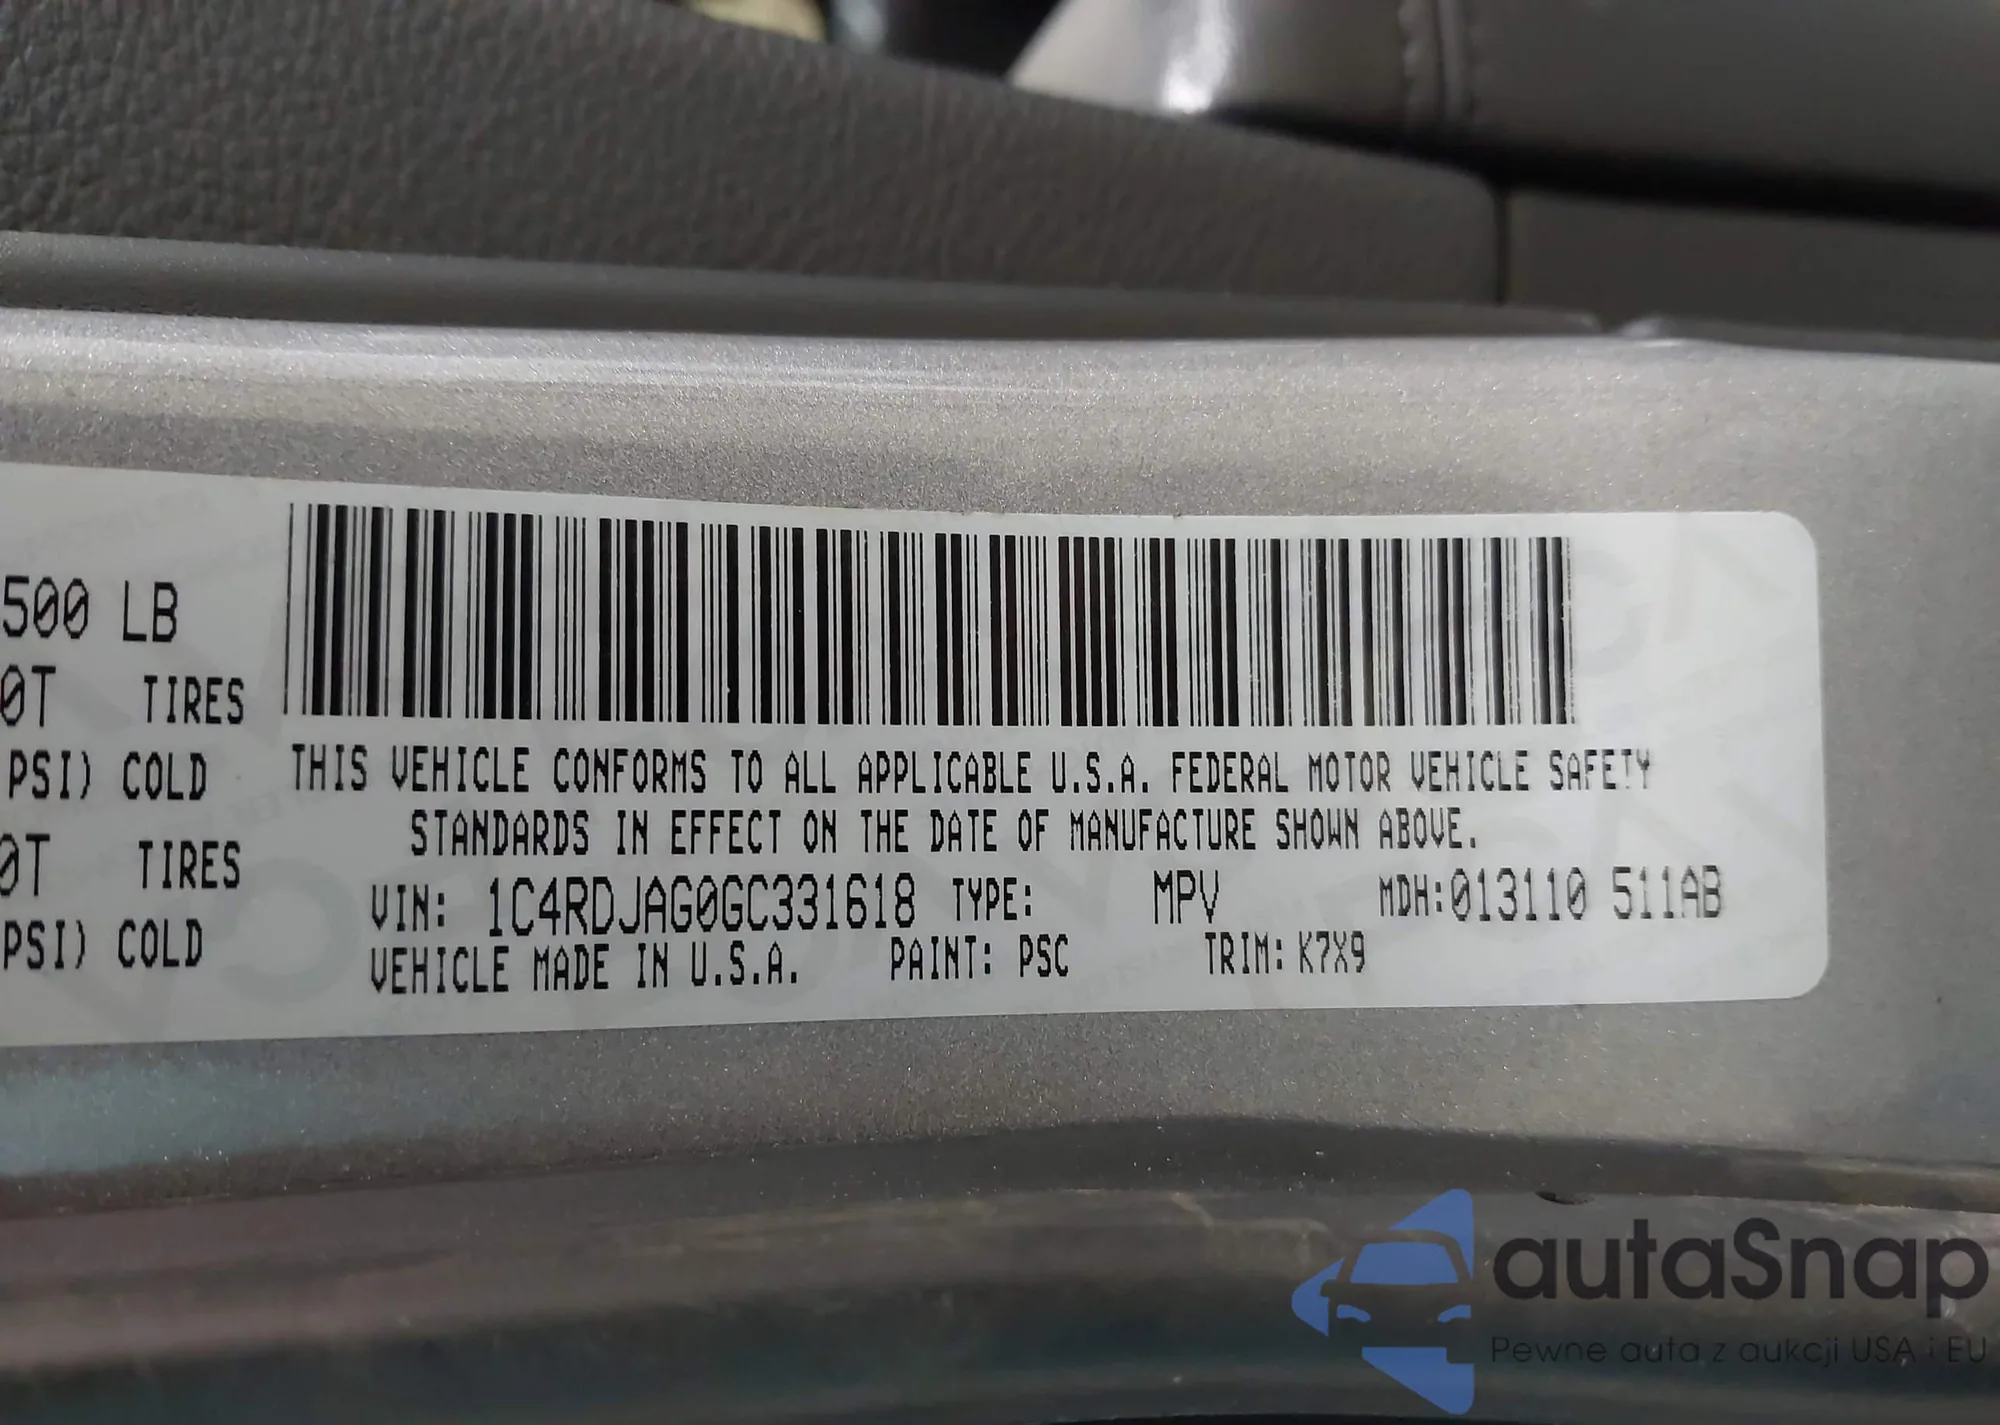 500 LB
0T TIRES
PSI) COLD
0T TIRES
PSI) COLD
THIS VEHICLE CONFORMS TO ALL APPLICABLE U.S.A. FEDERAL MOTOR VEHICLE SAFETY
STANDARDS IN EFFECT ON THE DATE OF MANUFACTURE SHOWN ABOVE.
VIN: 1C4RDJAG0GC331618 TYPE: MPV MDH:013110 511AB
VEHICLE MADE IN U.S.A. PAINT: PSC TRIM: K7X9
autaSnap
Pewne auta z aukcji USA i EU